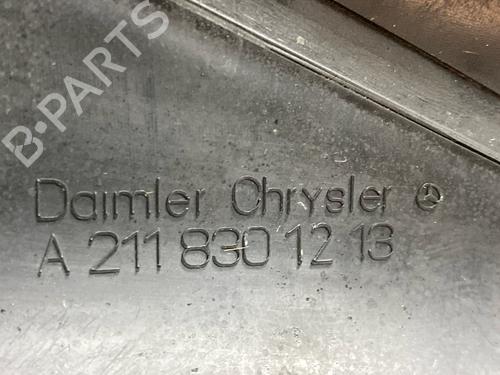 B-PARTS
Daimler Chrysler
A 211 830 12 13